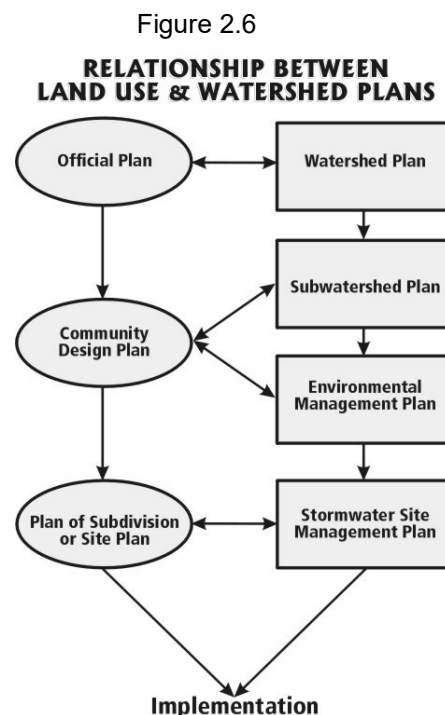 Figure 2.6
RELATIONSHIP BETWEEN
LAND USE & WATERSHED PLANS
Official Plan
Watershed Plan
Subwatershed Plan
Community
Design Plan
Environmental
Management Plan
Plan of Subdivision
or Site Plan
Stormwater Site
Management Plan
Implementation